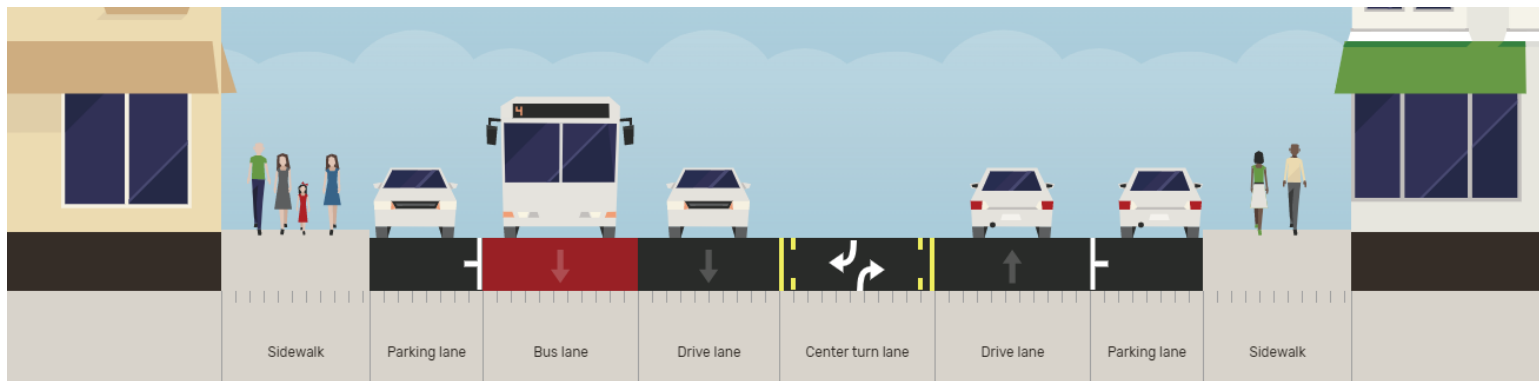 4
Sidewalk
Parking lane
Bus lane
Drive lane
Center turn lane
Drive lane
Parking lane
Sidewalk